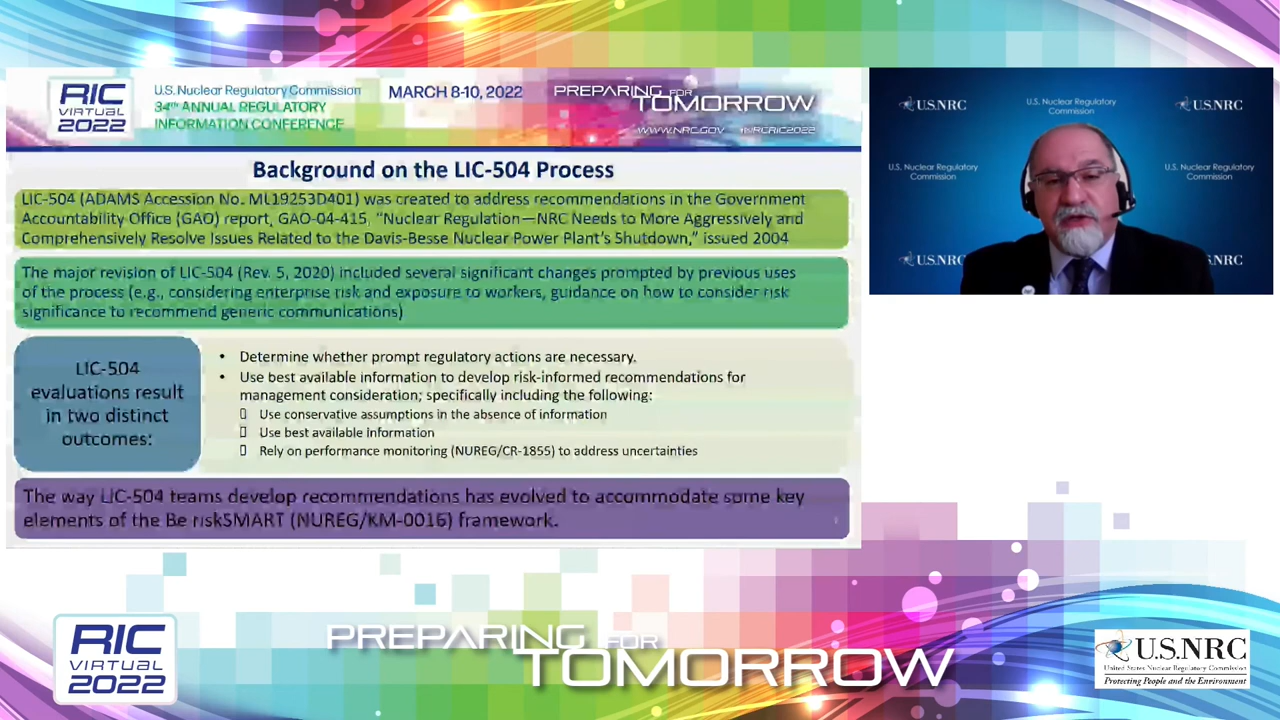 RIC
VIRTUAL
2022
U.S. Nuclear Regulatory Commission
34th ANNUAL REGULATORY
INFORMATION CONFERENCE
MARCH 8-10, 2022
PREPARING FOR
TOMORROW
WWW.NRC.GOV #NRCRIC2022
Background on the LIC-504 Process
LIC-504 (ADAMS Accession No. ML19253D401) was created to address recommendations in the Government
Accountability Office (GAO) report, GAO-04-415, "Nuclear Regulation—NRC Needs to More Aggressively and
Comprehensively Resolve Issues Related to the Davis-Besse Nuclear Power Plant's Shutdown," issued 2004
The major revision of LIC-504 (Rev. 5, 2020) included several significant changes prompted by previous uses
of the process (e.g., considering enterprise risk and exposure to workers, guidance on how to consider risk
significance to recommend generic communications)
LIC-504
evaluations result
in two distinct
outcomes:
• Determine whether prompt regulatory actions are necessary.
• Use best available information to develop risk-informed recommendations for
management consideration; specifically including the following:
Use conservative assumptions in the absence of information
Use best available information
Rely on performance monitoring (NUREG/CR-1855) to address uncertainties
The way LIC-504 teams develop recommendations has evolved to accommodate some key
elements of the Be riskSMART (NUREG/KM-0016) framework.
U.S.NRC
U.S. Nuclear Regulatory
Commission
U.S.NRC
U.S. Nuclear Regulatory
Commission
U.S. Nuclear Regulatory
Commission
U.S.NRC
NRC
RIC
VIRTUAL
2022
PREPARING FOR
TOMORROW
U.S.NRC
United States Nuclear Regulatory Commission
Protecting People and the Environment